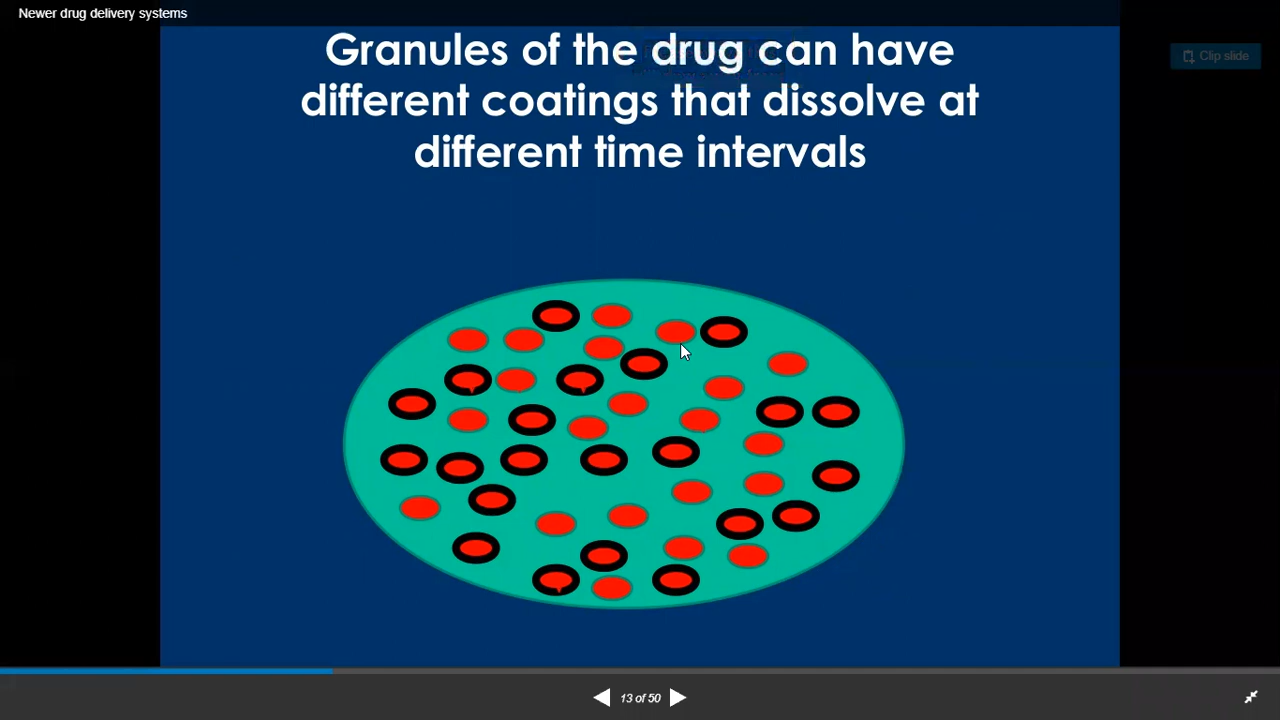 Newer drug delivery systems
Granules of the drug can have
different coatings that dissolve at
different time intervals
Clip slide
13 of 50